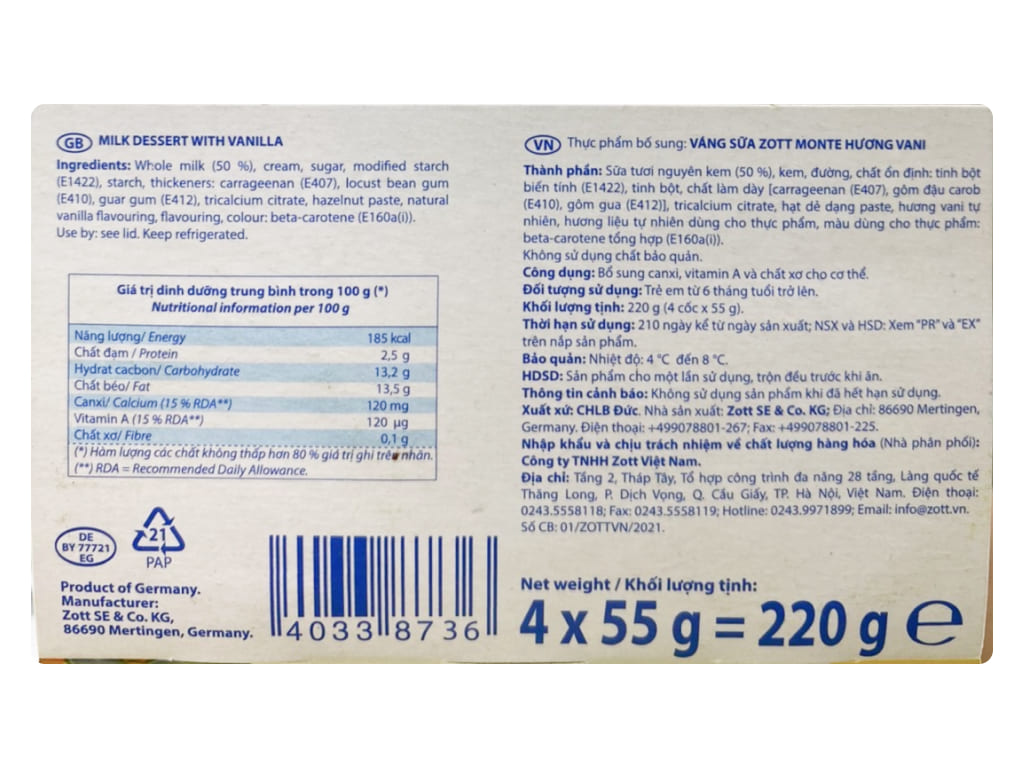 GB MILK DESSERT WITH VANILLA
Ingredients: Whole milk (50 %), cream, sugar, modified starch
(E1422), starch, thickeners: carrageenan (E407), locust bean gum
(E410), guar gum (E412), tricalcium citrate, hazelnut paste, natural
vanilla flavouring, flavouring, colour: beta-carotene (E160a(i)).
Use by: see lid. Keep refrigerated.
Giá trị dinh dưỡng trung bình trong 100 g (*)
Nutritional information per 100 g
Năng lượng/ Energy 185 kcal
Chất đạm / Protein 2,5 g
Hydrat cacbon/ Carbohydrate 13,2 g
Chất béo/ Fat 13,5 g
Canxi/ Calcium (15 % RDA**) 120 mg
Vitamin A (15 % RDA**) 120 µg
Chất xơ/ Fibre 0,1 g
(*) Hàm lượng các chất không thấp hơn 80 % giá trị ghi trên nhãn.
(**) RDA = Recommended Daily Allowance.
DE
BY 77721
EG
21
PAP
Product of Germany.
Manufacturer:
Zott SE & Co. KG,
86690 Mertingen, Germany.
4033 8736
VN Thực phẩm bổ sung: VÁNG SỮA ZOTT MONTE HƯƠNG VANI
Thành phần: Sữa tươi nguyên kem (50 %), kem, đường, chất ổn định: tinh bột
biến tính (E1422), tinh bột, chất làm dày [carrageenan (E407), gôm đậu carob
(E410), gôm gua (E412)], tricalcium citrate, hạt dẻ dạng paste, hương vani tự
nhiên, hương liệu tự nhiên dùng cho thực phẩm, màu dùng cho thực phẩm:
beta-carotene tổng hợp (E160a(i)).
Không sử dụng chất bảo quản.
Công dụng: Bổ sung canxi, vitamin A và chất xơ cho cơ thể.
Đối tượng sử dụng: Trẻ em từ 6 tháng tuổi trở lên.
Khối lượng tịnh: 220 g (4 cốc x 55 g).
Thời hạn sử dụng: 210 ngày kể từ ngày sản xuất; NSX và HSD: Xem "PR" và "EX"
trên nắp sản phẩm.
Bảo quản: Nhiệt độ: 4 °C đến 8 °C.
HDSD: Sản phẩm cho một lần sử dụng, trộn đều trước khi ăn.
Thông tin cảnh báo: Không sử dụng sản phẩm khi đã hết hạn sử dụng.
Xuất xứ: CHLB Đức. Nhà sản xuất: Zott SE & Co. KG; Địa chỉ: 86690 Mertingen,
Germany. Điện thoại: +499078801-267; Fax: +499078801-225.
Nhập khẩu và chịu trách nhiệm về chất lượng hàng hóa (Nhà phân phối):
Công ty TNHH Zott Việt Nam.
Địa chỉ: Tầng 2, Tháp Tây, Tổ hợp công trình đa năng 28 tầng, Làng quốc tế
Thăng Long, P. Dịch Vọng, Q. Cầu Giấy, TP. Hà Nội, Việt Nam. Điện thoại:
0243.5558118; Fax: 0243.5558119; Hotline: 0243.9971899; Email: info@zott.vn.
Số CB: 01/ZOTTVN/2021.
Net weight / Khối lượng tịnh:
4 x 55 g = 220 g ℮